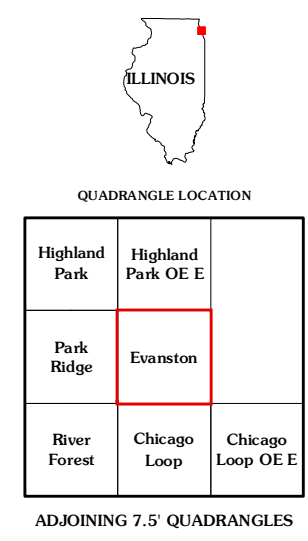 ILLINOIS
QUADRANGLE LOCATION
Highland
Park
Highland
Park OE E
Park
Ridge
Evanston
River
Forest
Chicago
Loop
Chicago
Loop OE E
ADJOINING 7.5' QUADRANGLES